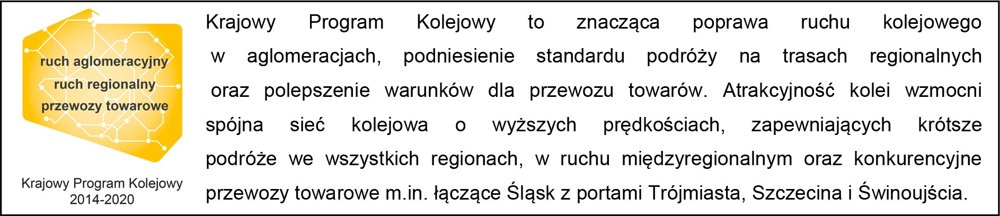 ruch aglomeracyjny
ruch regionalny
przewozy towarowe
Krajowy Program Kolejowy
2014-2020
Krajowy Program Kolejowy to znacząca poprawa ruchu kolejowego
w aglomeracjach, podniesienie standardu podróży na trasach regionalnych
oraz polepszenie warunków dla przewozu towarów. Atrakcyjność kolei wzmocni
spójna sieć kolejowa o wyższych prędkościach, zapewniających krótsze
podróże we wszystkich regionach, w ruchu międzyregionalnym oraz konkurencyjne
przewozy towarowe m.in. łączące Śląsk z portami Trójmiasta, Szczecina i Świnoujścia.